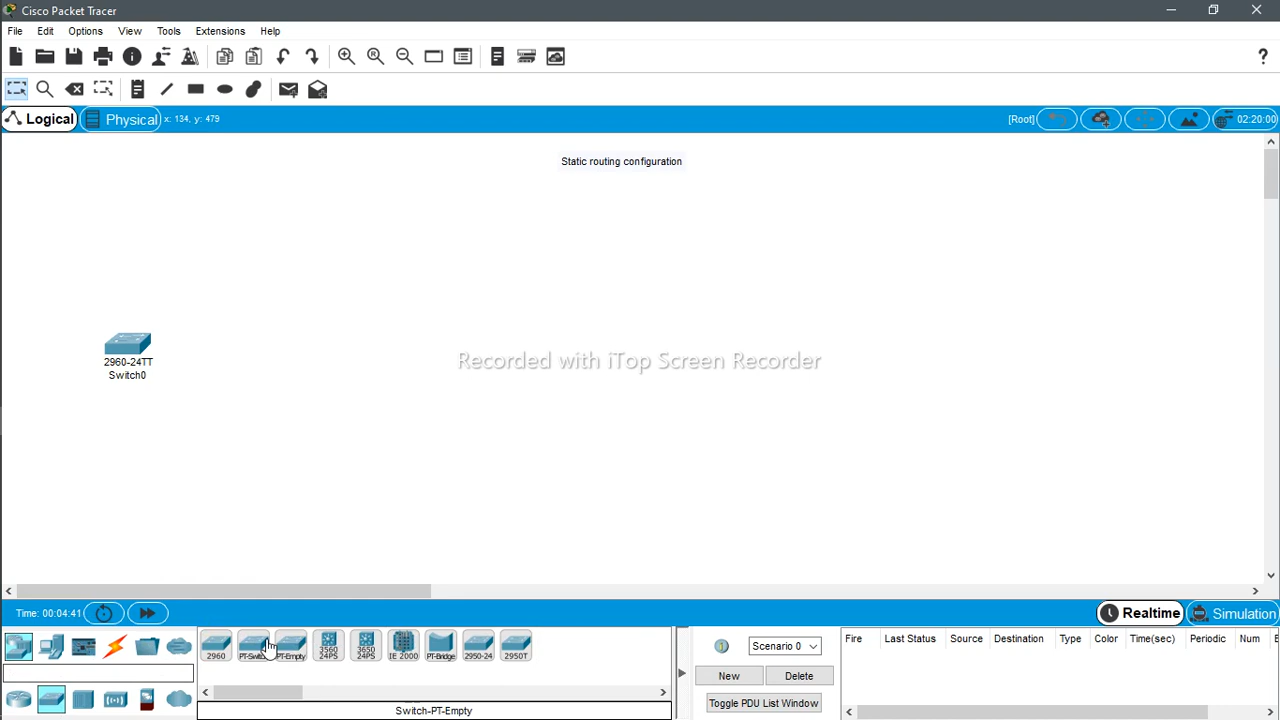 Cisco Packet Tracer
File Edit Options View Tools Extensions Help
?
Logical Physical x: 134, y: 479 [Root] 02:20:00
Static routing configuration
2960-24TT
Switch0
Recorded with iTop Screen Recorder
Time: 00:04:41 Realtime Simulation
2960 PT-Switch PT-Empty 3560 24PS 3650 24PS IE 2000 PT-Bridge 2950-24 2950T
Switch-PT-Empty
Scenario 0
New Delete
Toggle PDU List Window
Fire Last Status Source Destination Type Color Time(sec) Periodic Num E